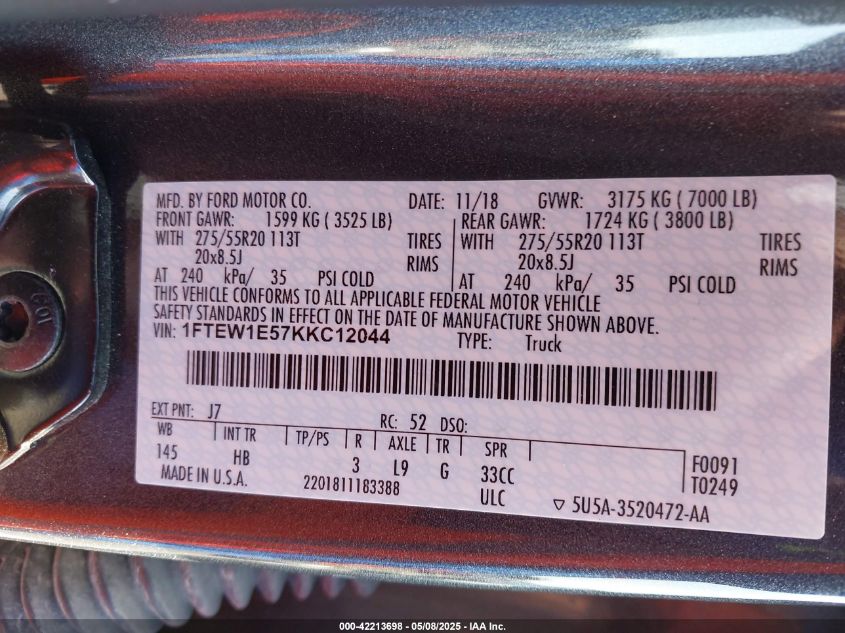 MFD. BY FORD MOTOR CO. DATE: 11/18 GVWR: 3175 KG ( 7000 LB)
FRONT GAWR: 1599 KG ( 3525 LB) REAR GAWR: 1724 KG ( 3800 LB)
WITH 275/55R20 113T TIRES WITH 275/55R20 113T TIRES
20x8.5J RIMS 20x8.5J RIMS
AT 240 kPa/ 35 PSI COLD AT 240 kPa/ 35 PSI COLD
THIS VEHICLE CONFORMS TO ALL APPLICABLE FEDERAL MOTOR VEHICLE
SAFETY STANDARDS IN EFFECT ON THE DATE OF MANUFACTURE SHOWN ABOVE.
VIN: 1FTEW1E57KKC12044 TYPE: Truck
EXT PNT: J7 RC: 52 DSO:
WB INT TR TP/PS R AXLE TR SPR
145 HB 3 L9 G 33CC F0091
MADE IN U.S.A. 2201811183388 ULC T0249
▽ 5U5A-3520472-AA
000-42213698 - 05/08/2025 - IAA Inc.